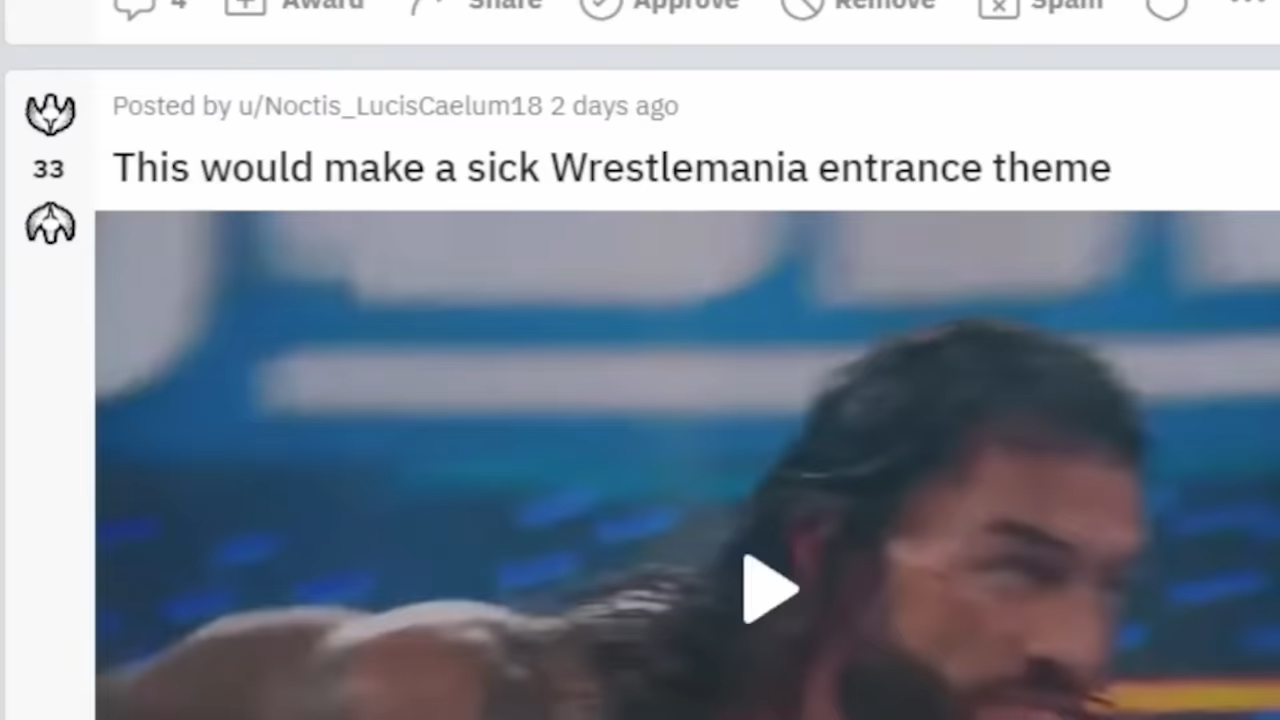 4 Award Share Approve Remove Spam
Posted by u/Noctis_LucisCaelum18 2 days ago
33
This would make a sick Wrestlemania entrance theme